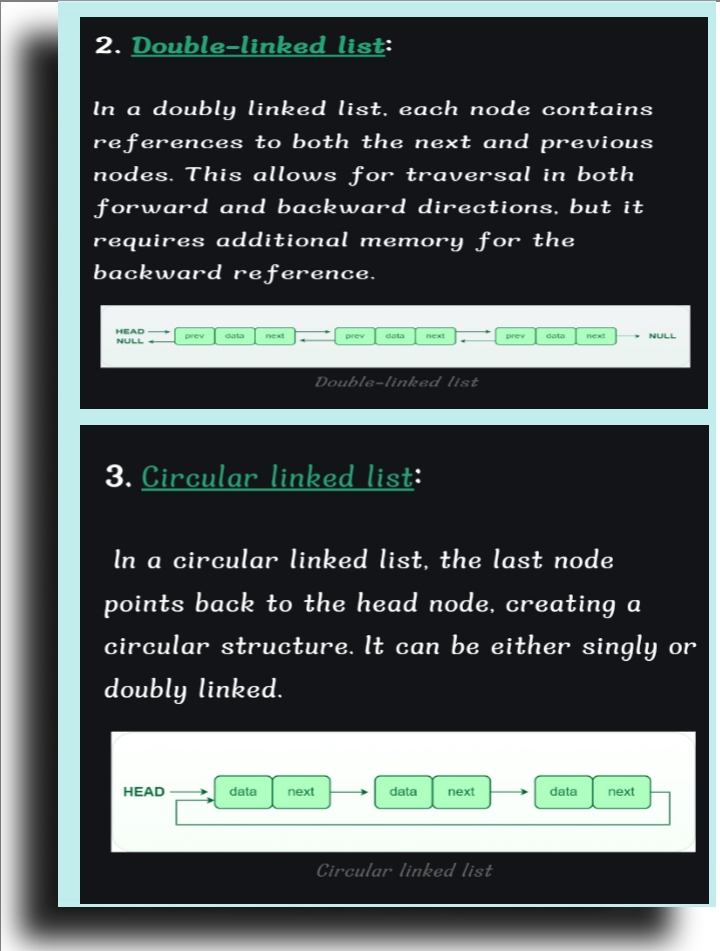 2. Double-linked list:
In a doubly linked list, each node contains
references to both the next and previous
nodes. This allows for traversal in both
forward and backward directions, but it
requires additional memory for the
backward reference.
HEAD
NULL
prev data next prev data next prev data next NULL
Double-linked list
3. Circular linked list:
In a circular linked list, the last node
points back to the head node, creating a
circular structure. It can be either singly or
doubly linked.
HEAD data next data next data next
Circular linked list